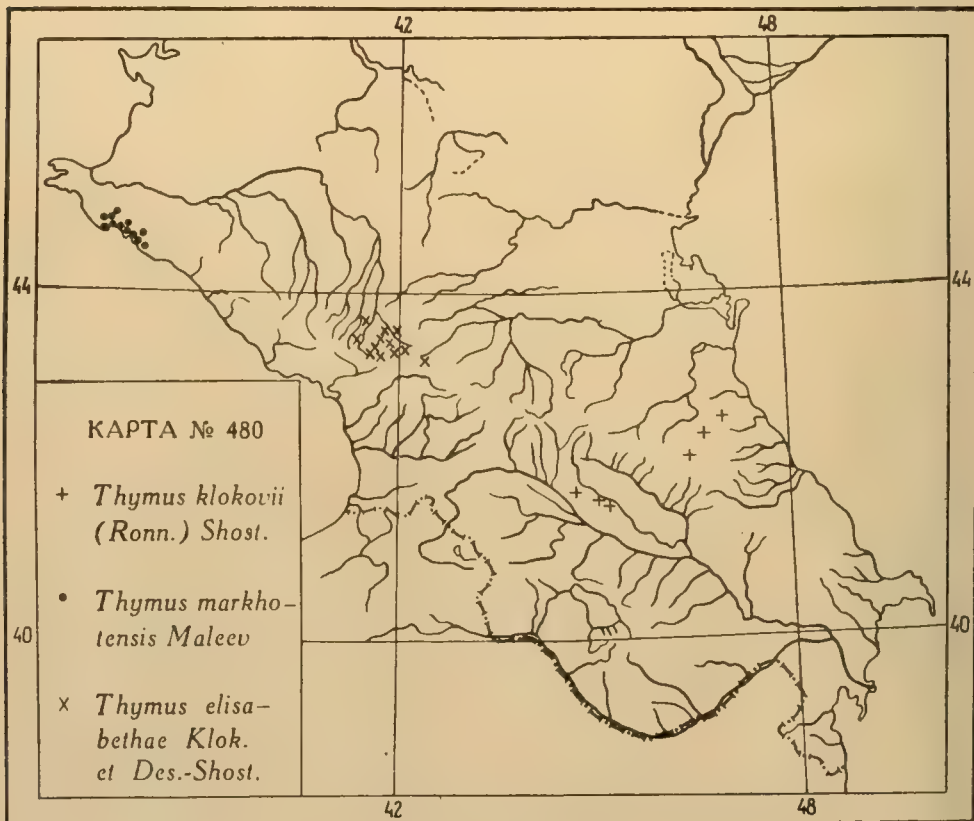 42 48
44 44
КАРТА № 480
+ Thymus klokovii
(Ronn.) Shost.
• Thymus markho-
tensis Maleev
40 40
× Thymus elisa-
bethae Klok.
et Des.-Shost.
42 48